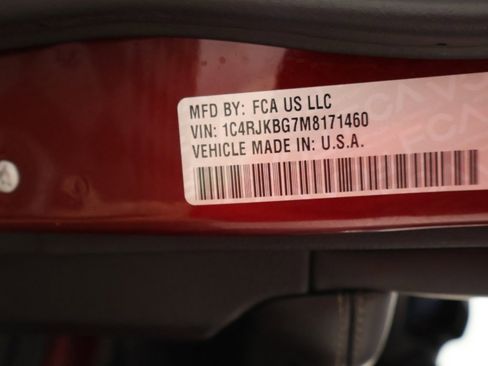 MFD BY: FCA US LLC
VIN: 1C4RJKBG7M8171460
VEHICLE MADE IN: U.S.A.